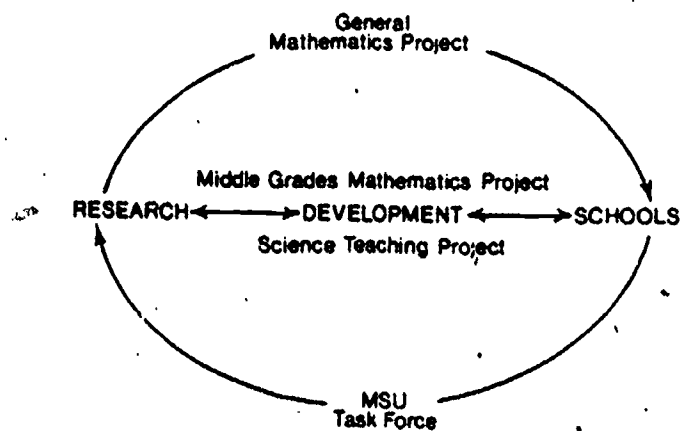 General
Mathematics Project
Middle Grades Mathematics Project
RESEARCH DEVELOPMENT SCHOOLS
Science Teaching Project
MSU
Task Force